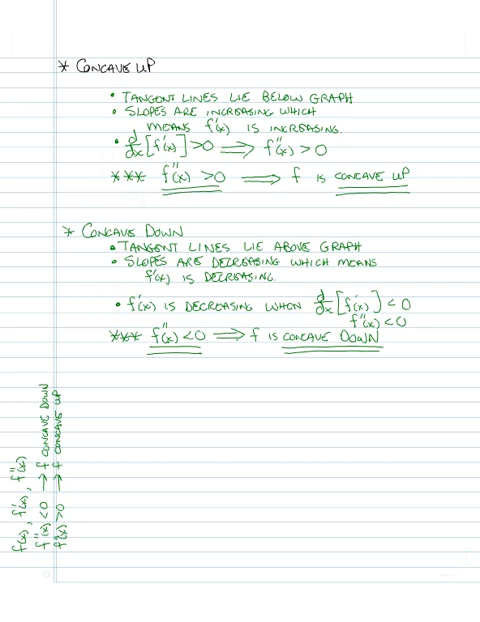 * CONCAVE UP
• TANGENT LINES LIE BELOW GRAPH
• SLOPES ARE INCREASING WHICH
MEANS f'(x) IS INCREASING.
• d/dx [f'(x)] > 0 ⟹ f''(x) > 0
*** f''(x) > 0 ⟹ f IS CONCAVE UP
* CONCAVE DOWN
• TANGENT LINES LIE ABOVE GRAPH
• SLOPES ARE DECREASING WHICH MEANS
f'(x) IS DECREASING.
• f'(x) IS DECREASING WHEN d/dx [f'(x)] < 0
f''(x) < 0
*** f''(x) < 0 ⟹ f IS CONCAVE DOWN
f(x), f'(x), f''(x)
f''(x) < 0 → f CONCAVE DOWN
f''(x) > 0 → f CONCAVE UP